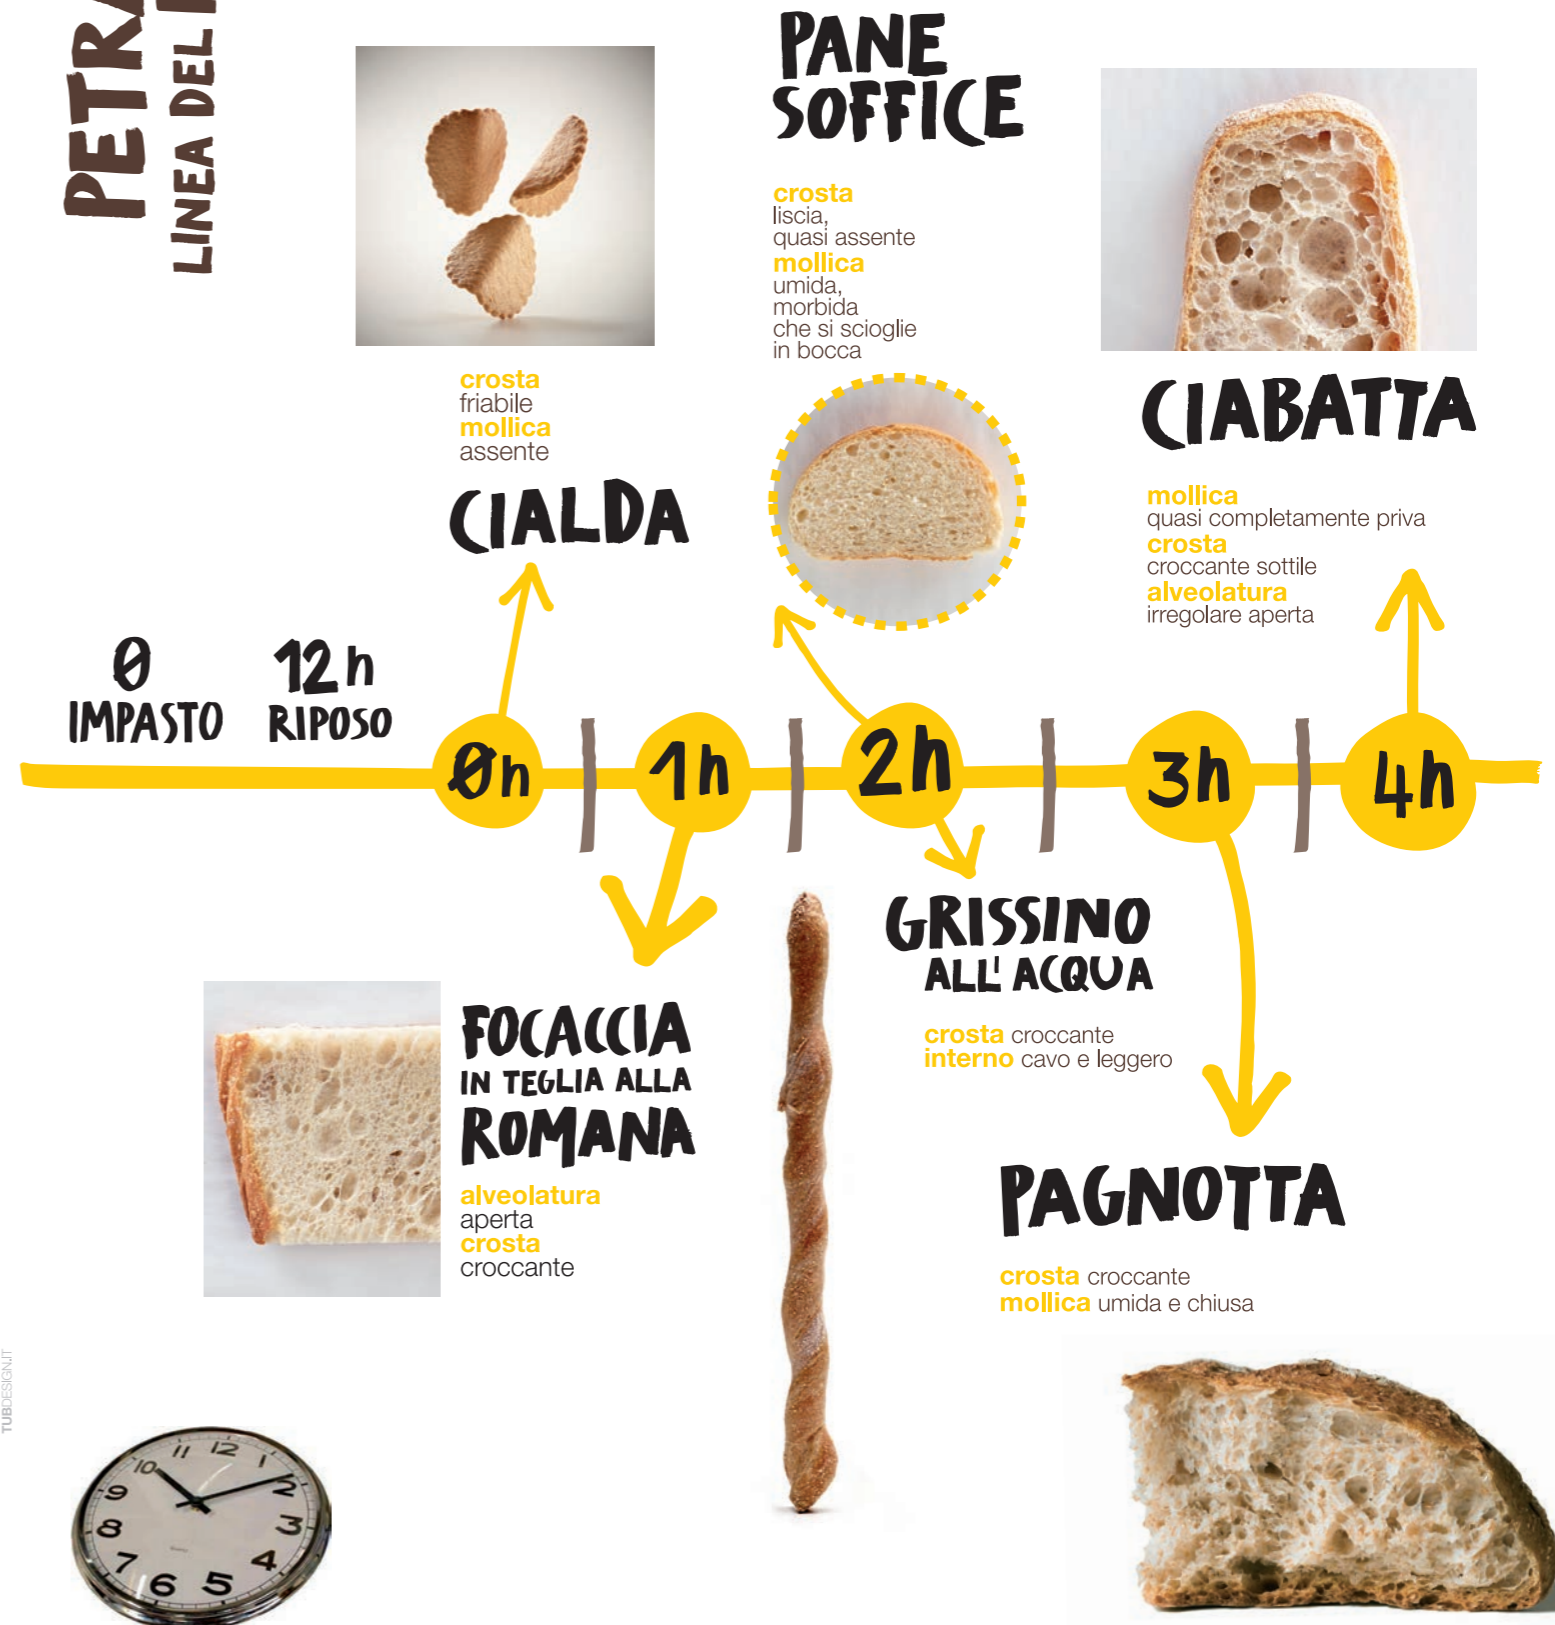 PETRA
LINEA DEL
crosta
friabile
mollica
assente
CIALDA
PANE
SOFFICE
crosta
liscia,
quasi assente
mollica
umida,
morbida
che si scioglie
in bocca
CIABATTA
mollica
quasi completamente priva
crosta
croccante sottile
alveolatura
irregolare aperta
0
IMPASTO
12h
RIPOSO
0h
1h
2h
3h
4h
FOCACCIA
IN TEGLIA ALLA
ROMANA
alveolatura
aperta
crosta
croccante
GRISSINO
ALL' ACQUA
crosta croccante
interno cavo e leggero
PAGNOTTA
crosta croccante
mollica umida e chiusa
TUBDESIGN.IT
12
1
2
3
4
5
6
7
8
9
10
11